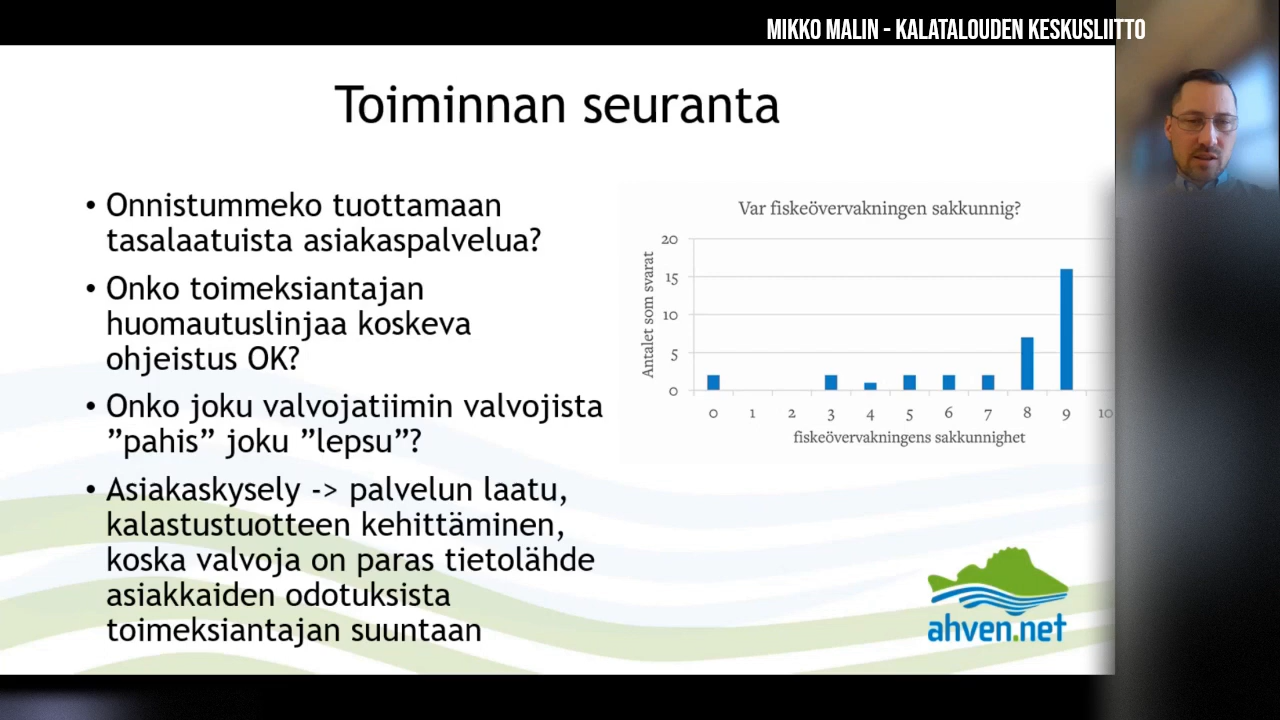 MIKKO MALIN - KALATALOUDEN KESKUSLIITTO
Toiminnan seuranta
• Onnistummeko tuottamaan
tasalaatuista asiakaspalvelua?
• Onko toimeksiantajan
huomautuslinjaa koskeva
ohjeistus OK?
• Onko joku valvojatiimin valvojista
”pahis” joku ”lepsu”?
• Asiakaskysely -> palvelun laatu,
kalastustuotteen kehittäminen,
koska valvoja on paras tietolähde
asiakkaiden odotuksista
toimeksiantajan suuntaan
Var fiskeövervakningen sakkunnig?
Antalet som svarat
20
15
10
5
0
0 1 2 3 4 5 6 7 8 9 10
fiskeövervakningens sakkunnighet
ahven.net